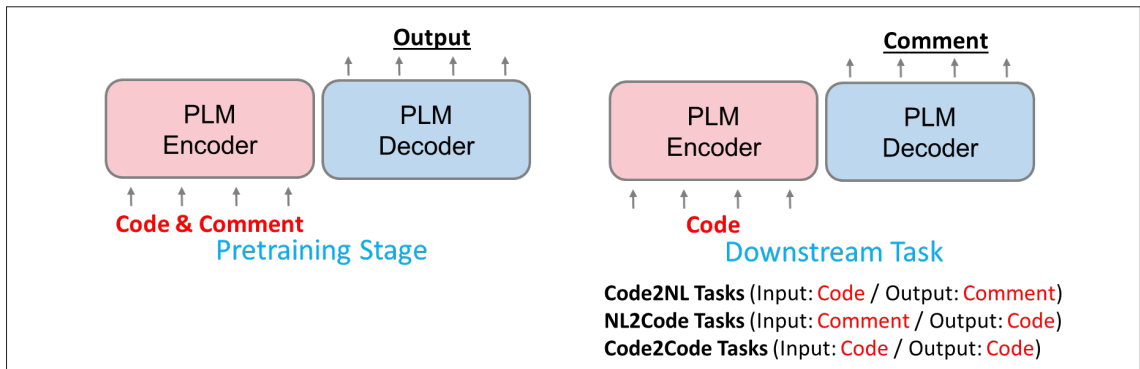 Output
PLM
Encoder
PLM
Decoder
Code & Comment
Pretraining Stage
Comment
PLM
Encoder
PLM
Decoder
Code
Downstream Task
Code2NL Tasks (Input: Code / Output: Comment)
NL2Code Tasks (Input: Comment / Output: Code)
Code2Code Tasks (Input: Code / Output: Code)